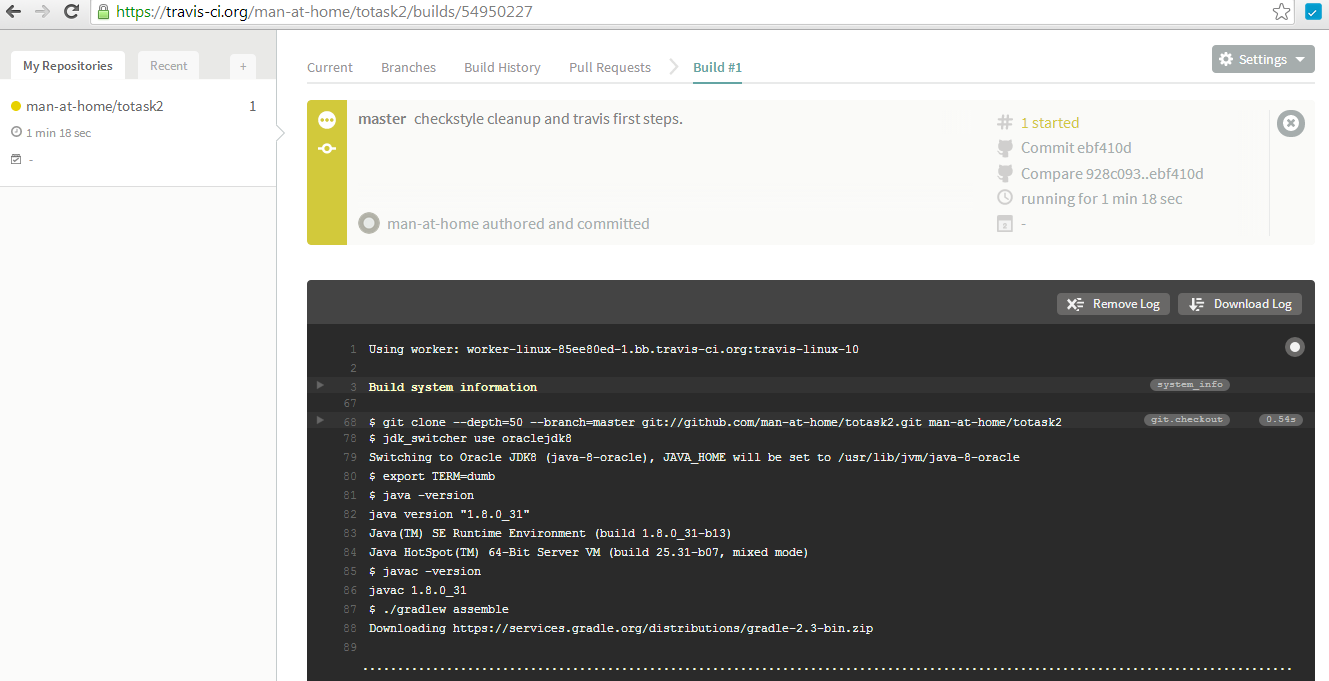 https://travis-ci.org/man-at-home/totask2/builds/54950227
My Repositories
Recent
+
man-at-home/totask2
1
1 min 18 sec
-
Current
Branches
Build History
Pull Requests
Build #1
Settings
master checkstyle cleanup and travis first steps.
man-at-home authored and committed
1 started
Commit ebf410d
Compare 928c093..ebf410d
running for 1 min 18 sec
-
Remove Log
Download Log
1 Using worker: worker-linux-85ee80ed-1.bb.travis-ci.org:travis-linux-10
2
3 Build system information system_info
67
68 $ git clone --depth=50 --branch=master git://github.com/man-at-home/totask2.git man-at-home/totask2 git.checkout 0.54s
78 $ jdk_switcher use oraclejdk8
79 Switching to Oracle JDK8 (java-8-oracle), JAVA_HOME will be set to /usr/lib/jvm/java-8-oracle
80 $ export TERM=dumb
81 $ java -version
82 java version "1.8.0_31"
83 Java(TM) SE Runtime Environment (build 1.8.0_31-b13)
84 Java HotSpot(TM) 64-Bit Server VM (build 25.31-b07, mixed mode)
85 $ javac -version
86 javac 1.8.0_31
87 $ ./gradlew assemble
88 Downloading https://services.gradle.org/distributions/gradle-2.3-bin.zip
89